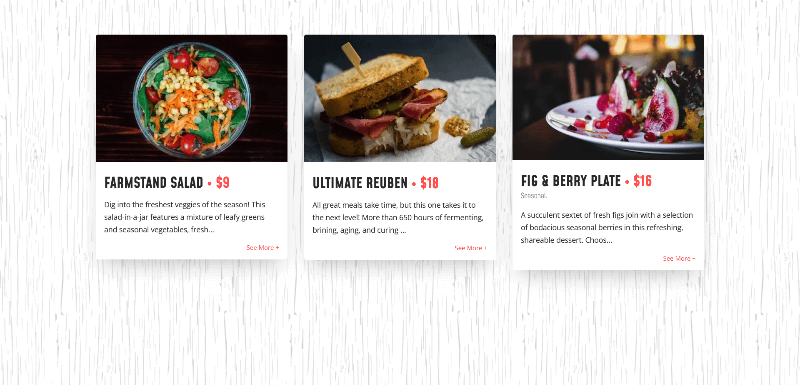 FARMSTAND SALAD • $9
Dig into the freshest veggies of the season! This
salad-in-a-jar features a mixture of leafy greens
and seasonal vegetables, fresh...
See More +
ULTIMATE REUBEN • $18
All great meals take time, but this one takes it to
the next level! More than 650 hours of fermenting,
brining, aging, and curing ...
See More +
FIG & BERRY PLATE • $16
Seasonal.
A succulent sextet of fresh figs join with a selection
of bodacious seasonal berries in this refreshing,
shareable dessert. Choos...
See More +